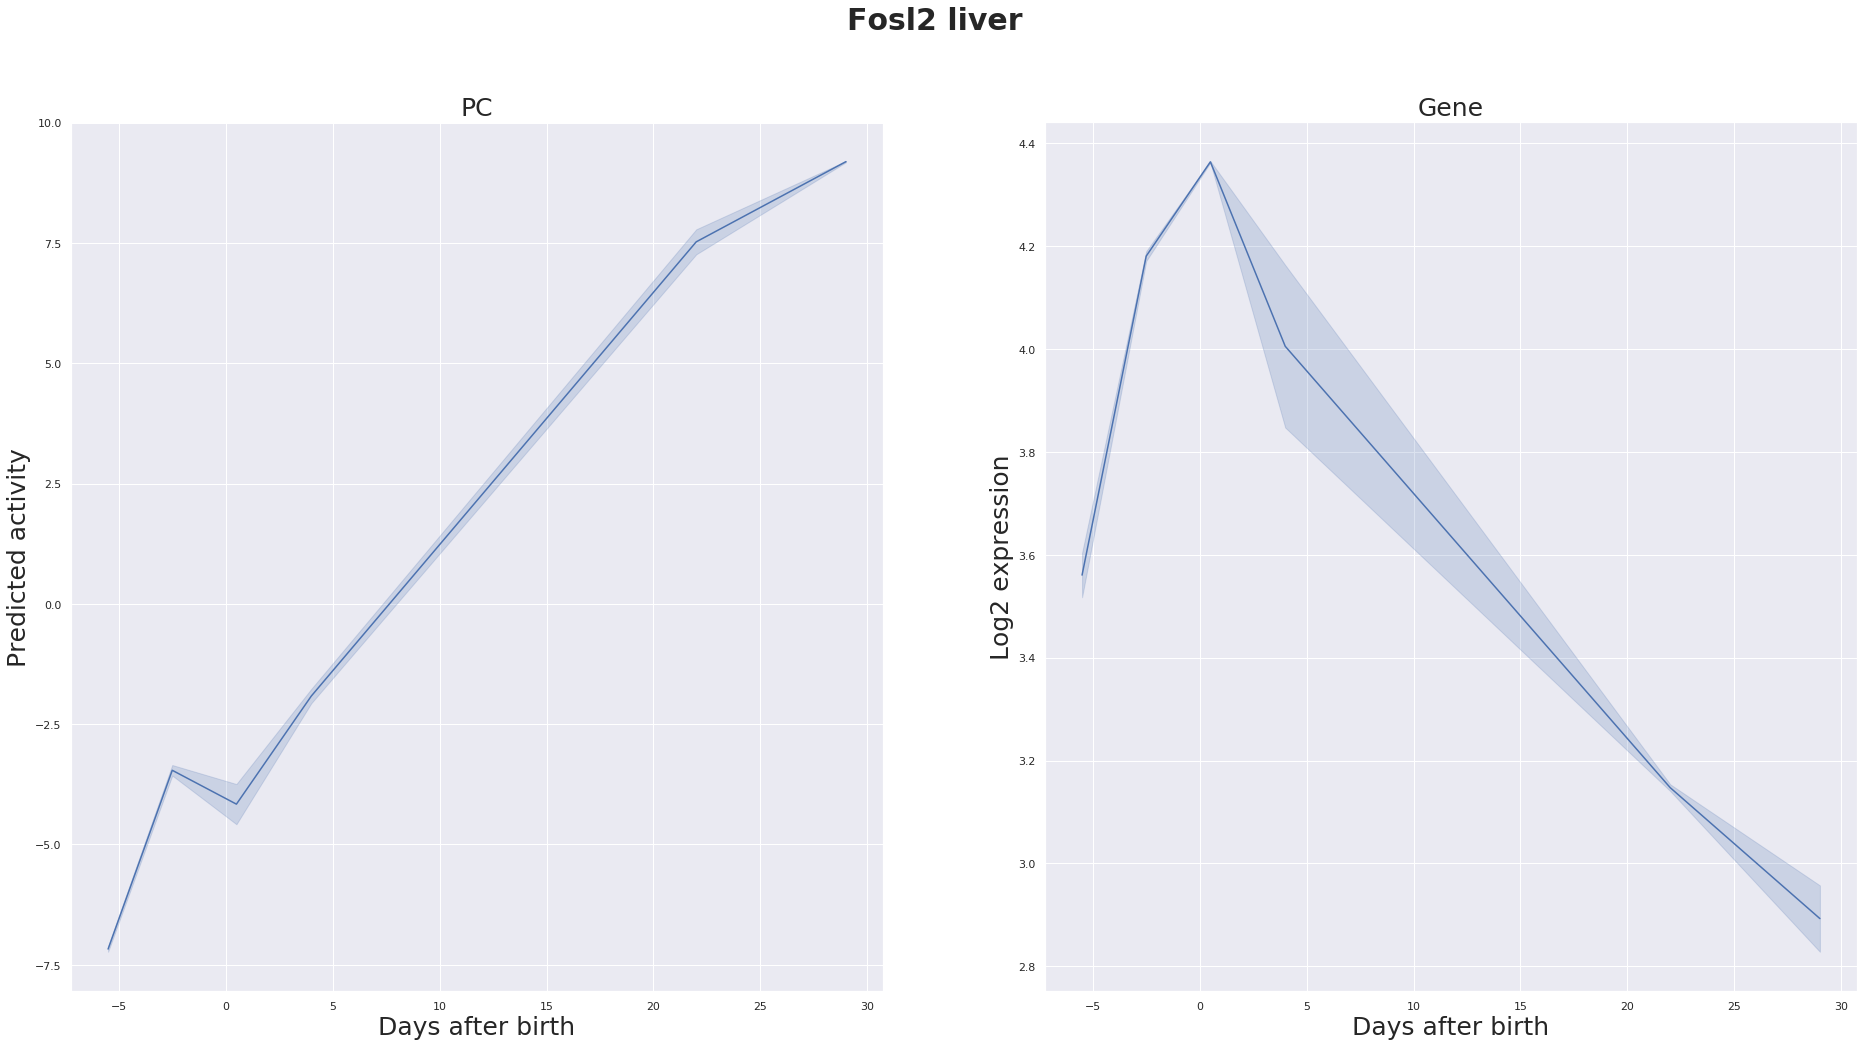 Fosl2 liver
PC
Predicted activity
10.0
7.5
5.0
2.5
0.0
−2.5
−5.0
−7.5
−5 0 5 10 15 20 25 30
Days after birth
Gene
Log2 expression
4.4
4.2
4.0
3.8
3.6
3.4
3.2
3.0
2.8
−5 0 5 10 15 20 25 30
Days after birth